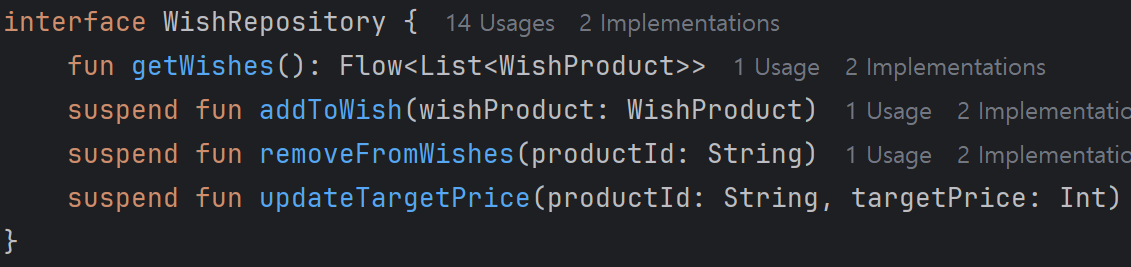 interface WishRepository { 14 Usages 2 Implementations
fun getWishes(): Flow<List<WishProduct>> 1 Usage 2 Implementations
suspend fun addToWish(wishProduct: WishProduct) 1 Usage 2 Implementatio
suspend fun removeFromWishes(productId: String) 1 Usage 2 Implementatio
suspend fun updateTargetPrice(productId: String, targetPrice: Int)
}